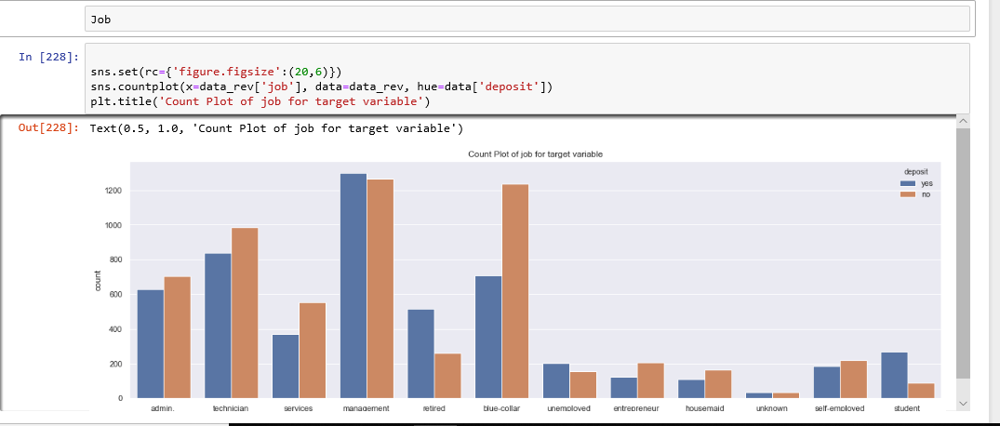 Job
In [228]:
sns.set(rc={'figure.figsize':(20,6)})
sns.countplot(x=data_rev['job'], data=data_rev, hue=data['deposit'])
plt.title('Count Plot of job for target variable')
Out[228]: Text(0.5, 1.0, 'Count Plot of job for target variable')
Count Plot of job for target variable
deposit
yes
no
1200
1000
800
600
400
200
0
count
admin. technician services management retired blue-collar unemployed entrepreneur housemaid unknown self-employed student